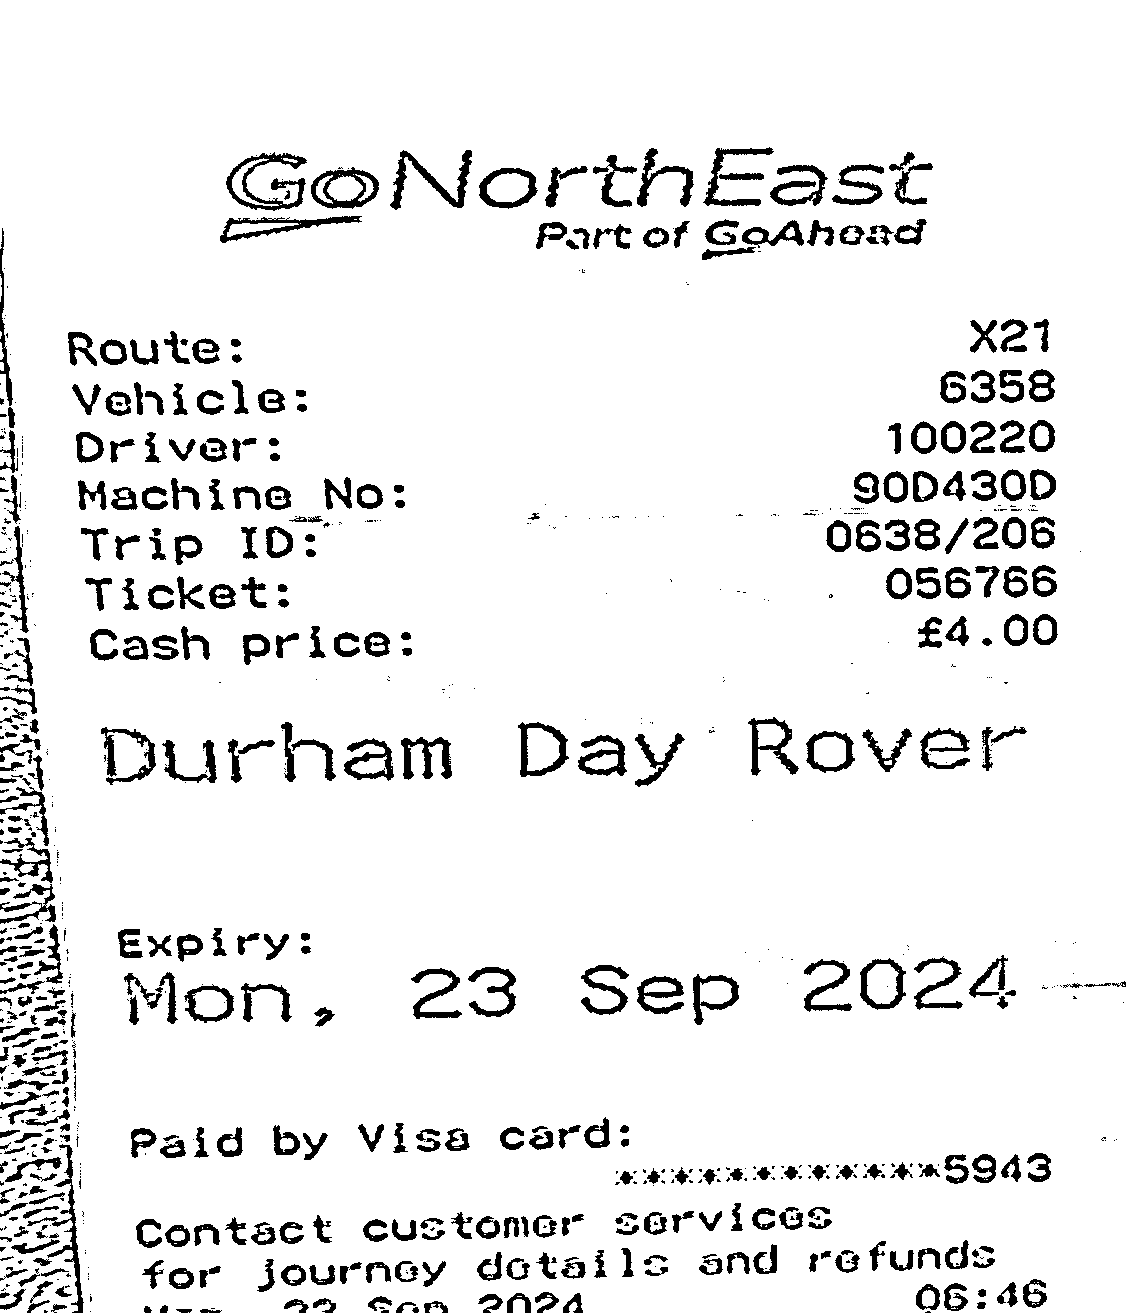 GoNorthEast
Part of GoAhead
Route: X21
Vehicle: 6358
Driver: 100220
Machine No: 90D430D
Trip ID: 0638/206
Ticket: 056766
Cash price: £4.00
Durham Day Rover
Expiry:
Mon, 23 Sep 2024
Paid by Visa card:
************5943
Contact customer services
for journey details and refunds
Mon, 23 Sep 2024 06:46